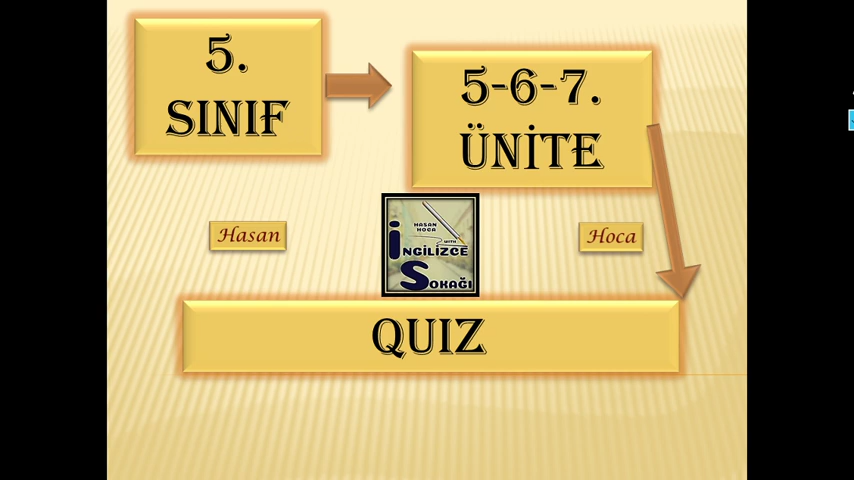 5.
SINIF
5-6-7.
ÜNİTE
Hasan
HASAN
HOCA
WITH
İNGİLİZCE
SOKAĞI
Hoca
QUIZ